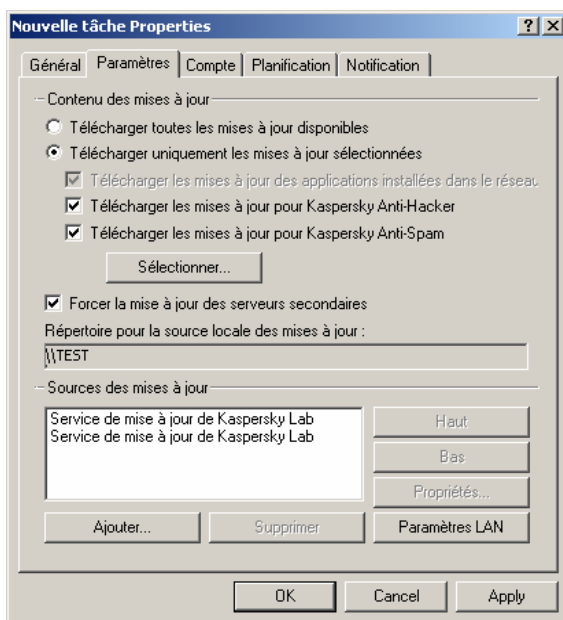 Nouvelle tâche Properties
Général Paramètres Compte Planification Notification
Contenu des mises à jour
Télécharger toutes les mises à jour disponibles
Télécharger uniquement les mises à jour sélectionnées
Télécharger les mises à jour des applications installées dans le réseau
Télécharger les mises à jour pour Kaspersky Anti-Hacker
Télécharger les mises à jour pour Kaspersky Anti-Spam
Sélectionner...
Forcer la mise à jour des serveurs secondaires
Répertoire pour la source locale des mises à jour :
\\TEST
Sources des mises à jour
Service de mise à jour de Kaspersky Lab
Service de mise à jour de Kaspersky Lab
Haut
Bas
Propriétés...
Ajouter... Supprimer Paramètres LAN
OK Cancel Apply